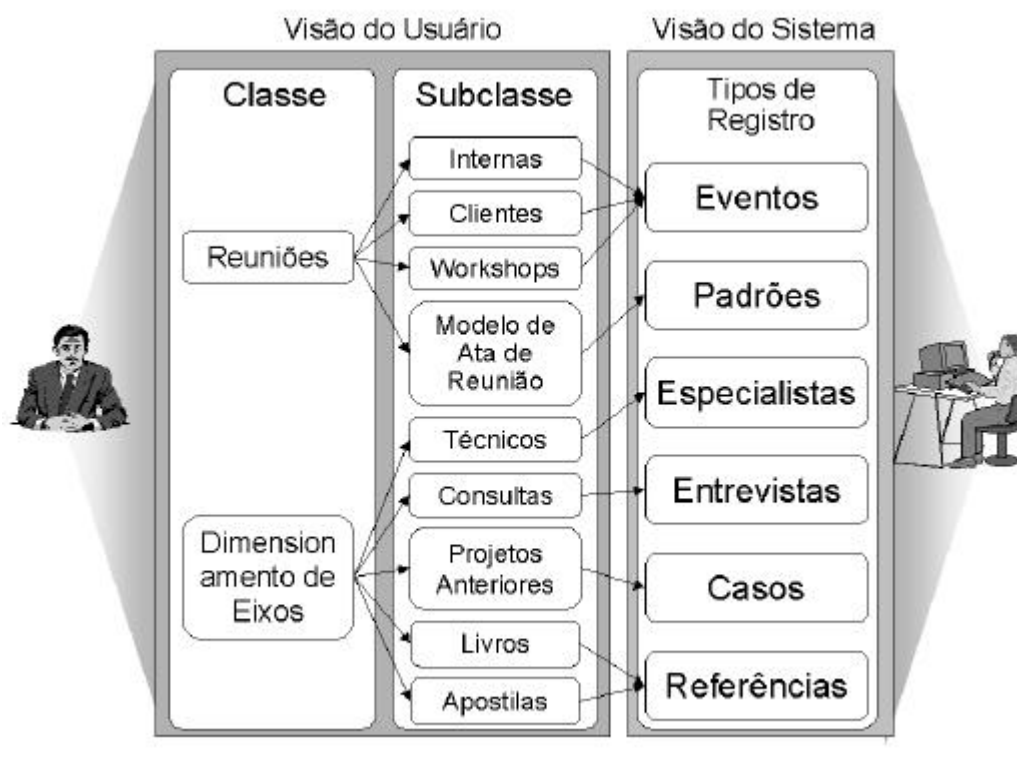 Visão do Usuário
Visão do Sistema
Classe
Subclasse
Tipos de
Registro
Reuniões
Dimension
amento de
Eixos
Internas
Clientes
Workshops
Modelo de
Ata de
Reunião
Técnicos
Consultas
Projetos
Anteriores
Livros
Apostilas
Eventos
Padrões
Especialistas
Entrevistas
Casos
Referências